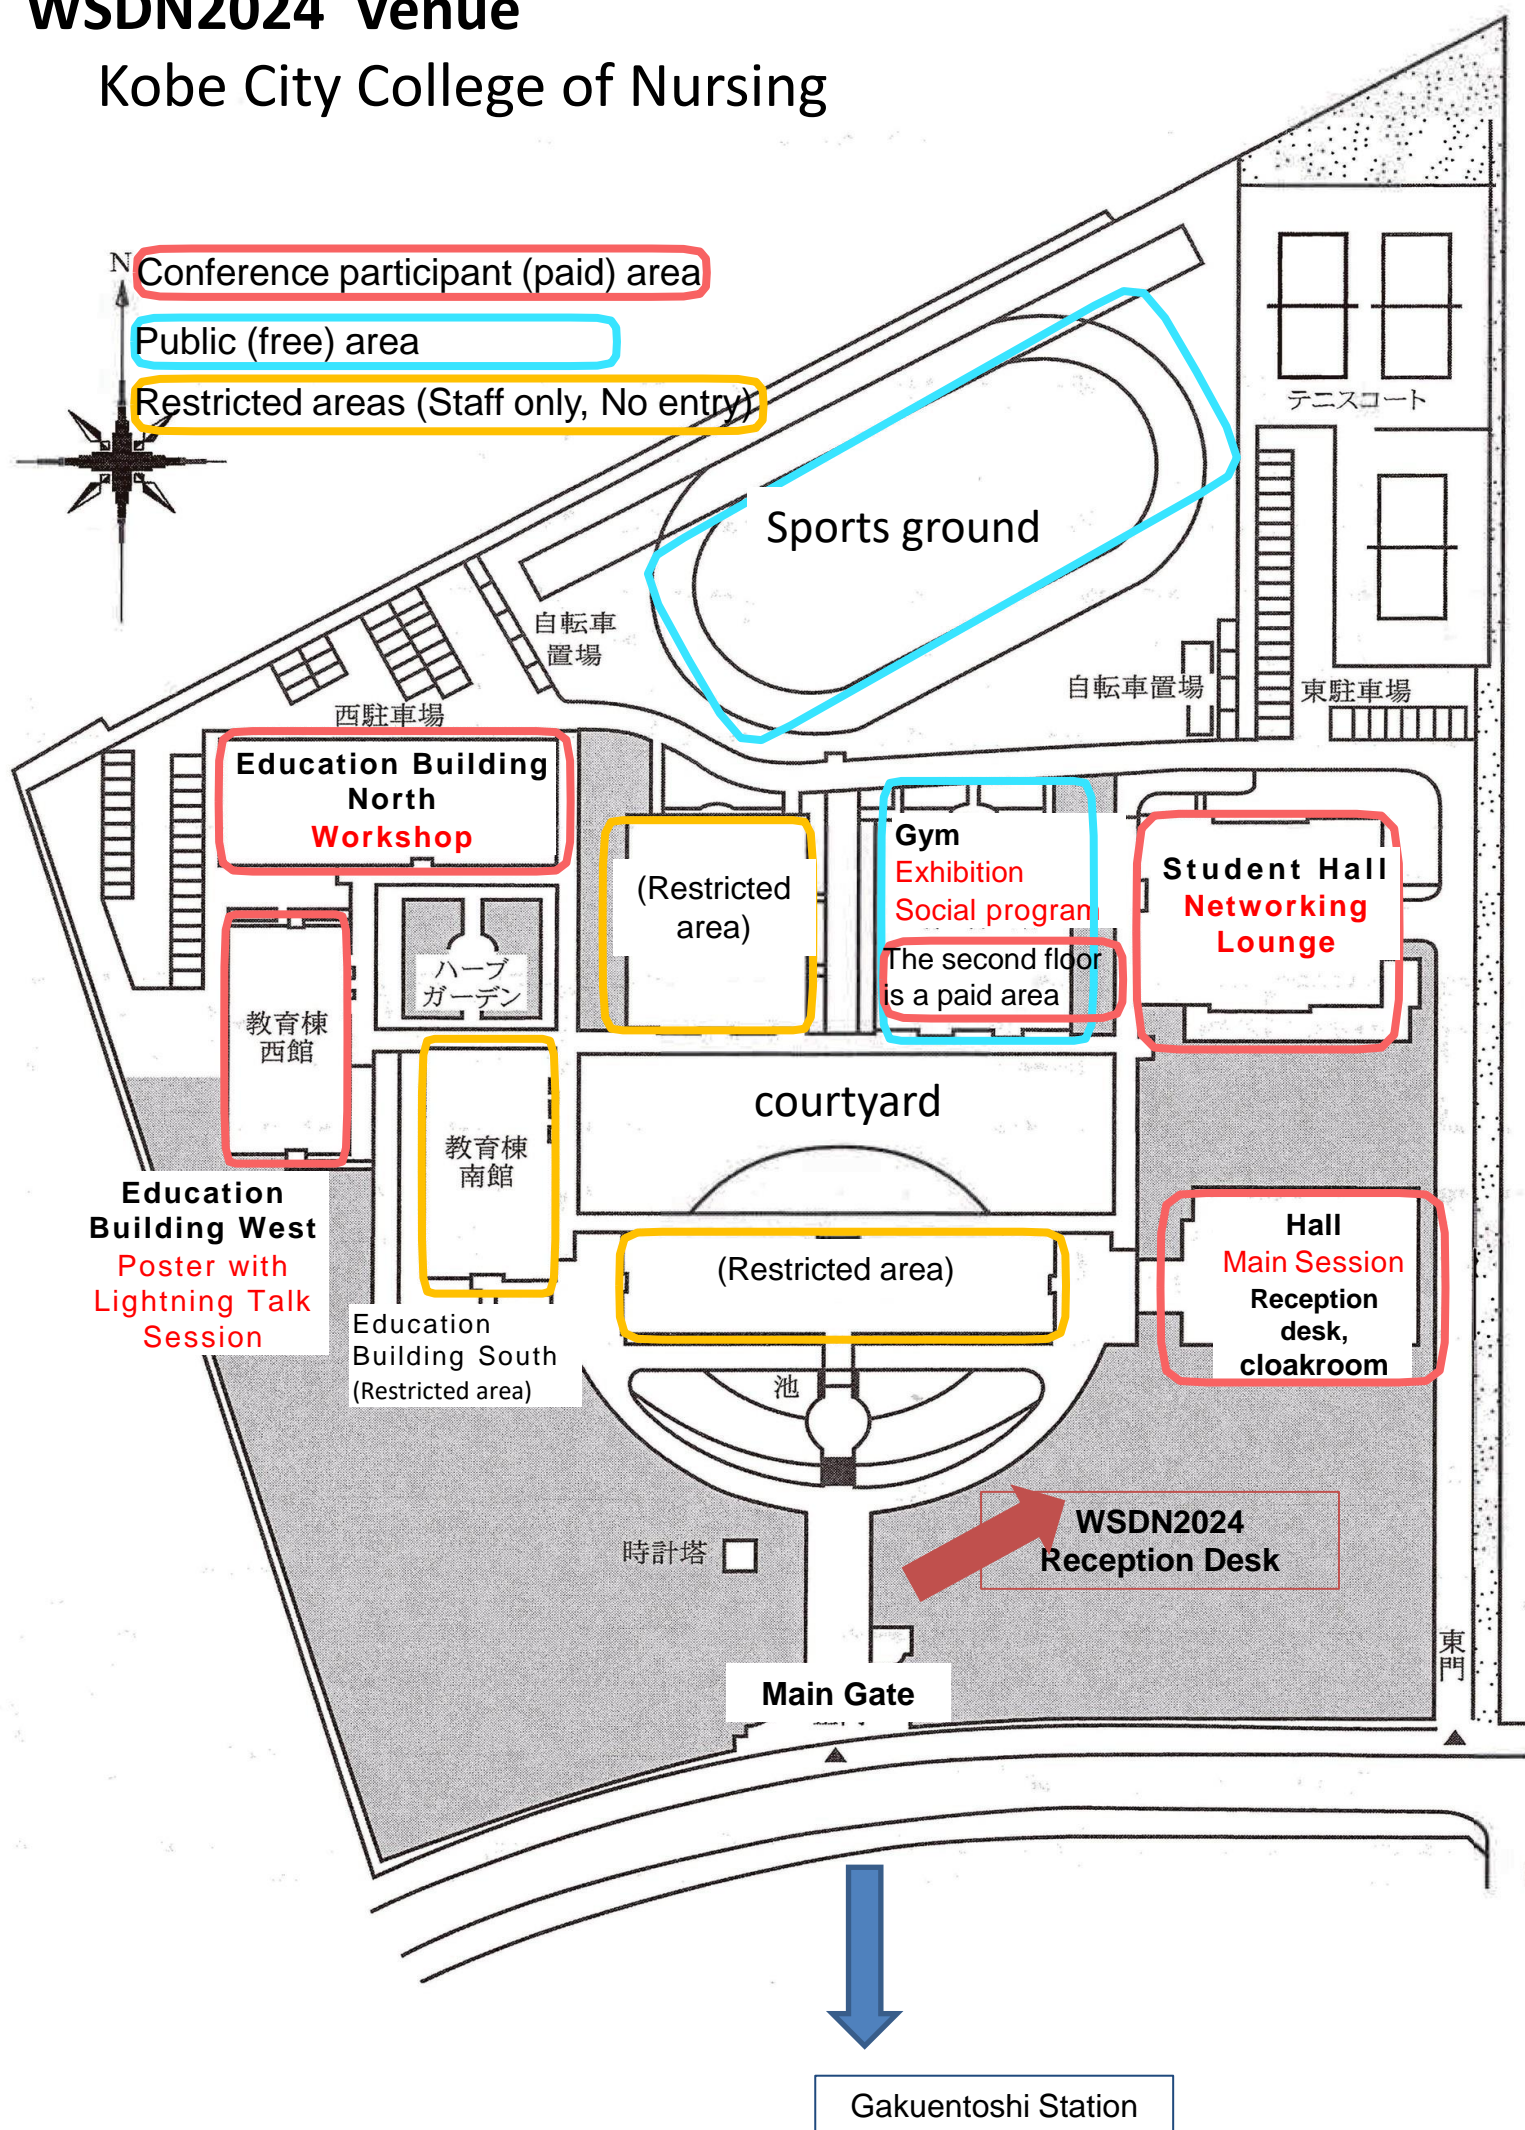 WSDN2024 Venue
Kobe City College of Nursing
N
Conference participant (paid) area
Public (free) area
Restricted areas (Staff only, No entry)
テニスコート
Sports ground
自転車
置場
自転車置場
東駐車場
西駐車場
Education Building
North
Workshop
(Restricted
area)
Gym
Exhibition
Social program
The second floor
is a paid area
Student Hall
Networking
Lounge
ハーブ
ガーデン
教育棟
西館
courtyard
教育棟
南館
Education
Building West
Poster with
Lightning Talk
Session
Education
Building South
(Restricted area)
(Restricted area)
Hall
Main Session
Reception
desk,
cloakroom
池
WSDN2024
Reception Desk
時計塔
東門
Main Gate
Gakuentoshi Station